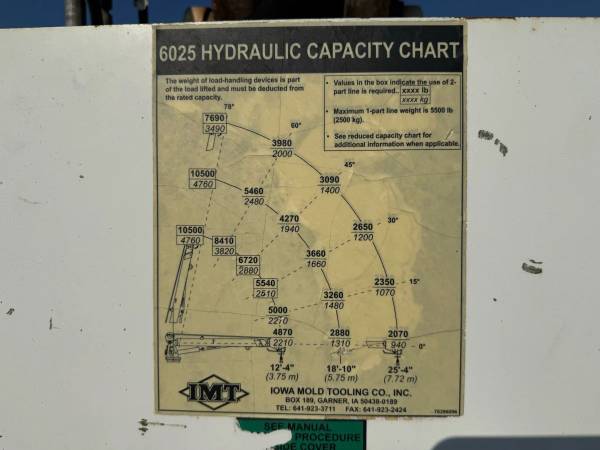 6025 HYDRAULIC CAPACITY CHART
The weight of load-handling devices is part
of the load lifted and must be deducted from
the rated capacity.
• Values in the box indicate the use of 2-
part line is required.. xxxx lb
xxxx kg
• Maximum 1-part line weight is 5500 lb
(2500 kg).
• See reduced capacity chart for
additional information when applicable.
78°
7690
3490
60°
3980
2000
45°
3090
1400
10500
4760
5460
2480
4270
1940
30°
2650
1200
10500
4760
8410
3820
3660
1660
6720
2880
15°
5540
2510
2350
1070
3260
1480
5000
2270
4870
2210
2880
1310
2070
940
0°
12'-4"
(3.75 m)
18'-10"
(5.75 m)
25'-4"
(7.72 m)
IMT
IOWA MOLD TOOLING CO., INC.
BOX 189, GARNER, IA 50438-0189
TEL: 641-923-3711 FAX: 641-923-2424
SEE MANUAL
PROCEDURE
SIDE COVER